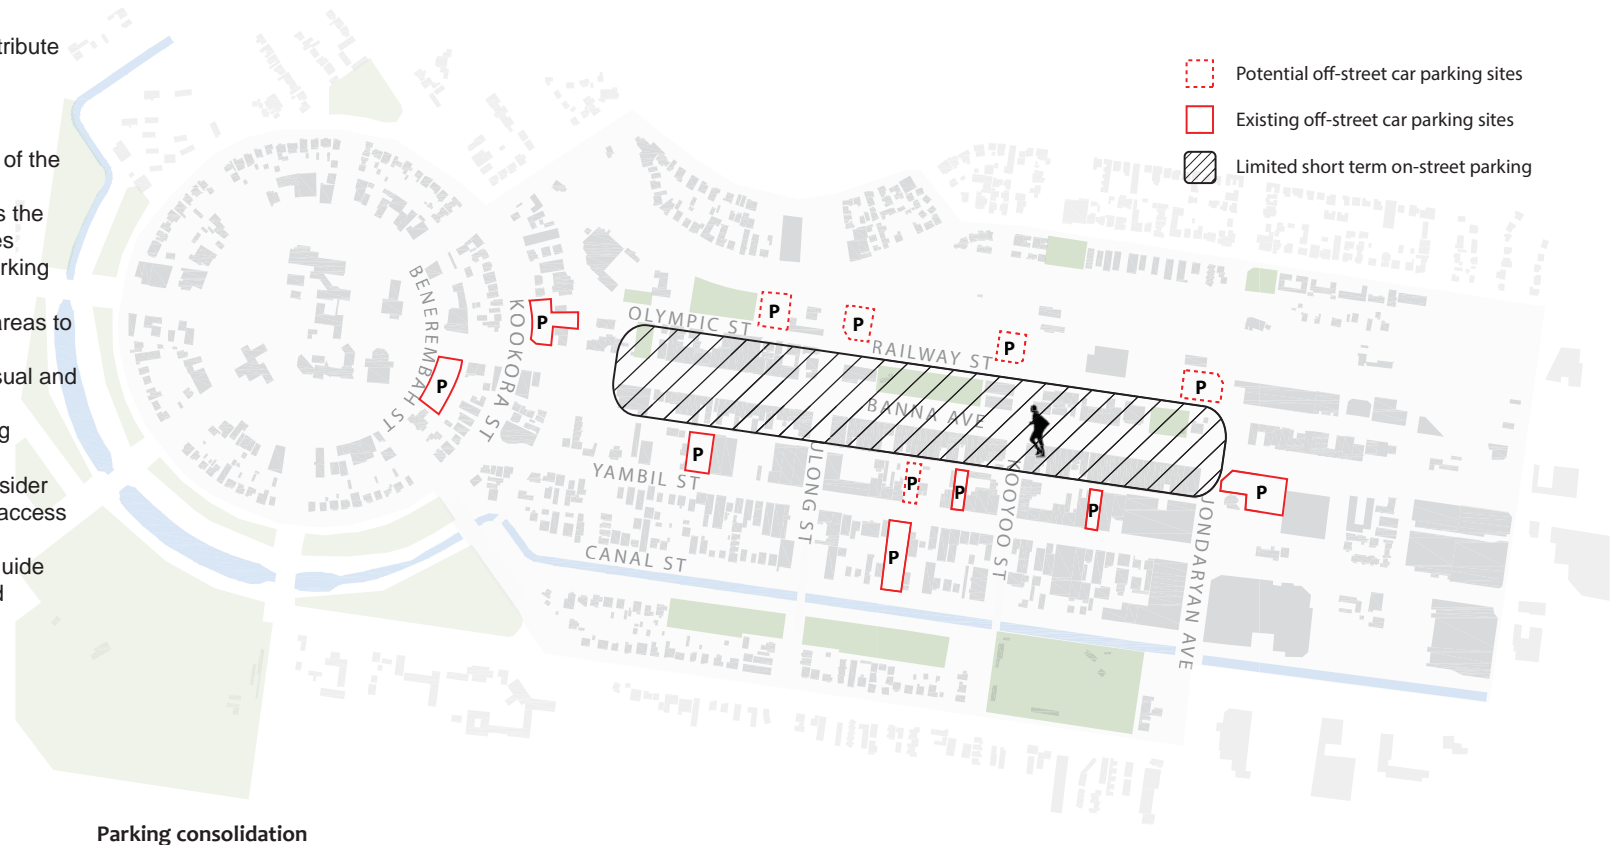 tribute
of the
s the
es
rking
areas to
sual and
g
sider
access
uide
d
Potential off-street car parking sites
Existing off-street car parking sites
Limited short term on-street parking
BENEREMBAH ST
KOOKORA ST
OLYMPIC ST
RAILWAY ST
BANNA AVE
YAMBIL ST
ULONG ST
KOOYOO ST
JONDARYAN AVE
CANAL ST
P
P
P
P
P
P
P
P
P
P
P
P
Parking consolidation